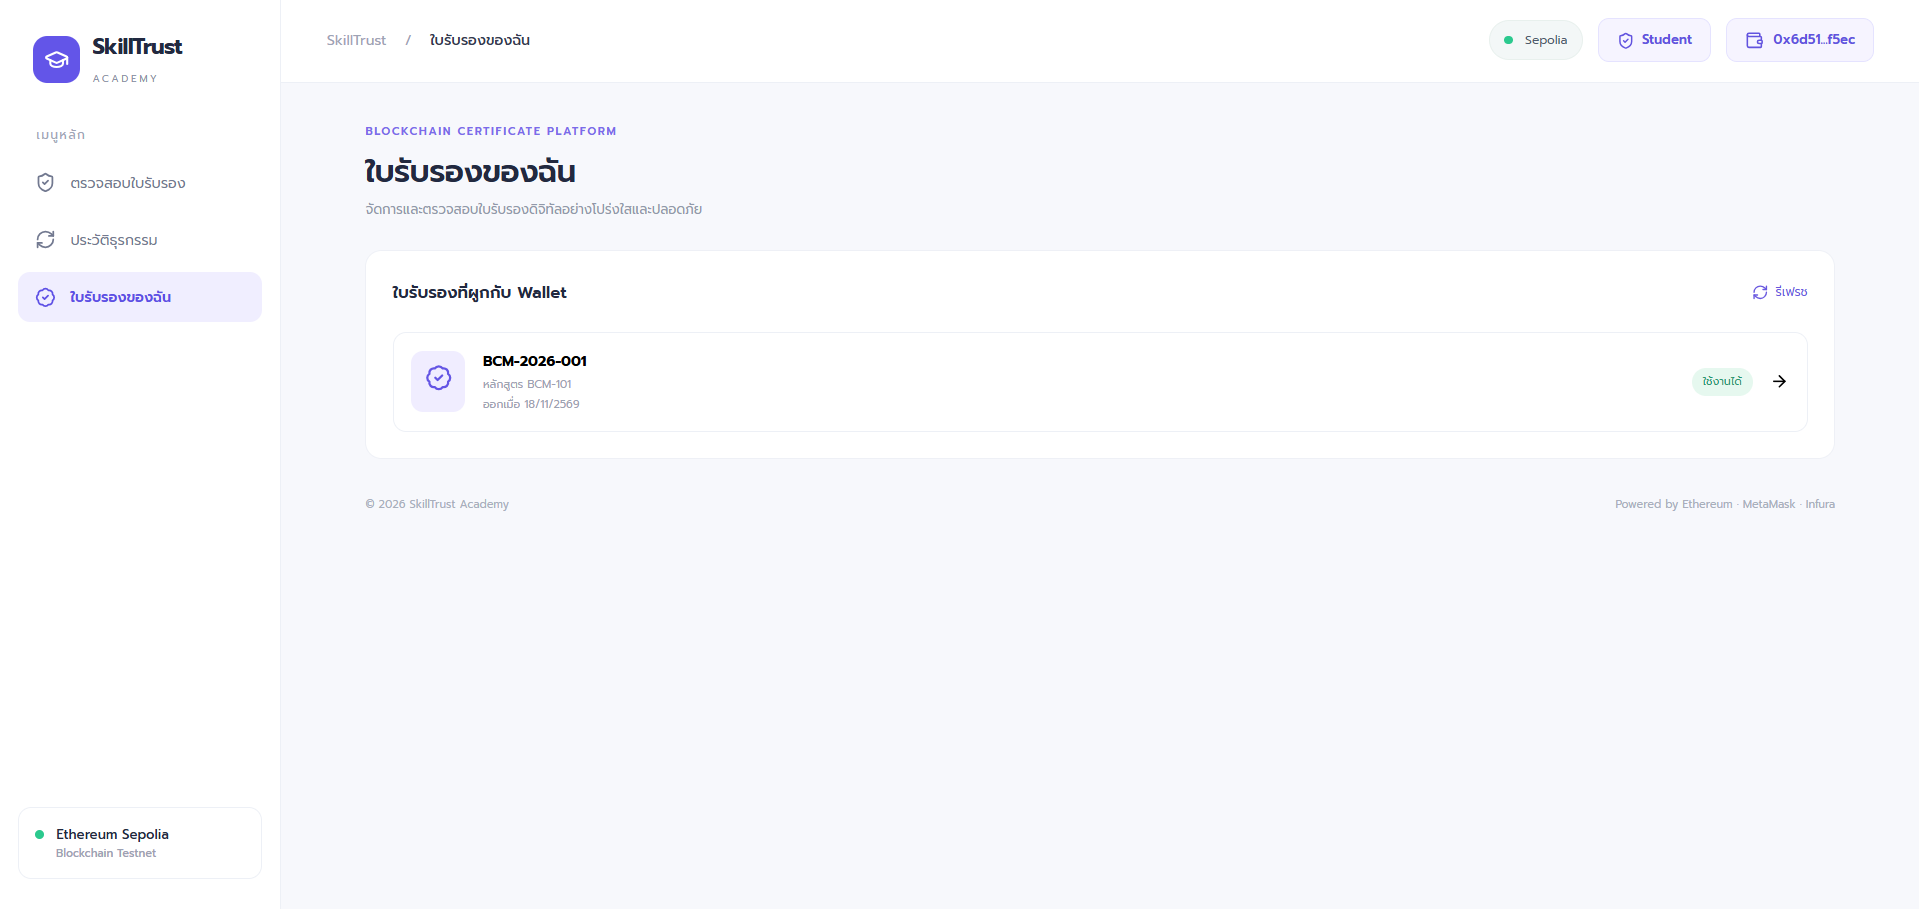 SkillTrust
ACADEMY
เมนูหลัก
ตรวจสอบใบรับรอง
ประวัติธุรกรรม
ใบรับรองของฉัน
Ethereum Sepolia
Blockchain Testnet
SkillTrust / ใบรับรองของฉัน
Sepolia
Student
0x6d51...f5ec
BLOCKCHAIN CERTIFICATE PLATFORM
ใบรับรองของฉัน
จัดการและตรวจสอบใบรับรองดิจิทัลอย่างโปร่งใสและปลอดภัย
ใบรับรองที่ผูกกับ Wallet
รีเฟรช
BCM-2026-001
หลักสูตร BCM-101
ออกเมื่อ 18/11/2569
ใช้งานได้
© 2026 SkillTrust Academy
Powered by Ethereum · MetaMask · Infura